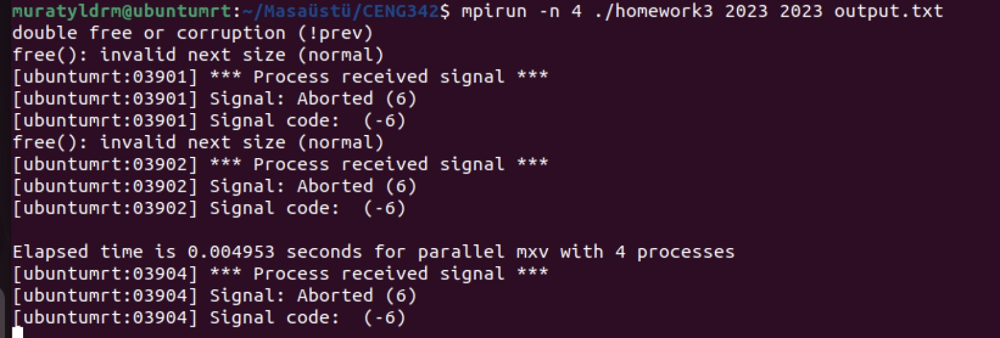 muratyldrm@ubuntumrt:~/Masaüstü/CENG342$ mpirun -n 4 ./homework3 2023 2023 output.txt
double free or corruption (!prev)
free(): invalid next size (normal)
[ubuntumrt:03901] *** Process received signal ***
[ubuntumrt:03901] Signal: Aborted (6)
[ubuntumrt:03901] Signal code:  (-6)
free(): invalid next size (normal)
[ubuntumrt:03902] *** Process received signal ***
[ubuntumrt:03902] Signal: Aborted (6)
[ubuntumrt:03902] Signal code:  (-6)
Elapsed time is 0.004953 seconds for parallel mxv with 4 processes
[ubuntumrt:03904] *** Process received signal ***
[ubuntumrt:03904] Signal: Aborted (6)
[ubuntumrt:03904] Signal code:  (-6)